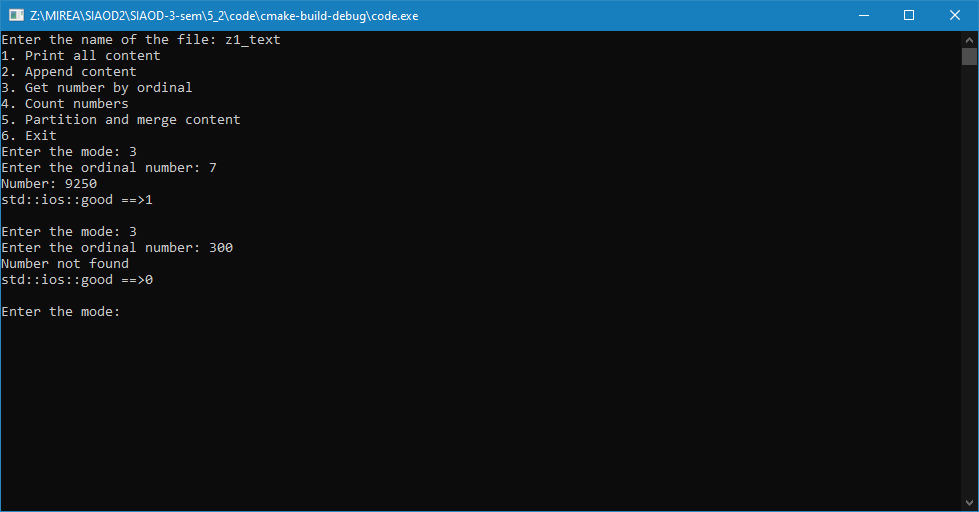 Z:\MIREA\SIAOD2\SIAOD-3-sem\5_2\code\cmake-build-debug\code.exe
Enter the name of the file: z1_text
1. Print all content
2. Append content
3. Get number by ordinal
4. Count numbers
5. Partition and merge content
6. Exit
Enter the mode: 3
Enter the ordinal number: 7
Number: 9250
std::ios::good ==>1
Enter the mode: 3
Enter the ordinal number: 300
Number not found
std::ios::good ==>0
Enter the mode: